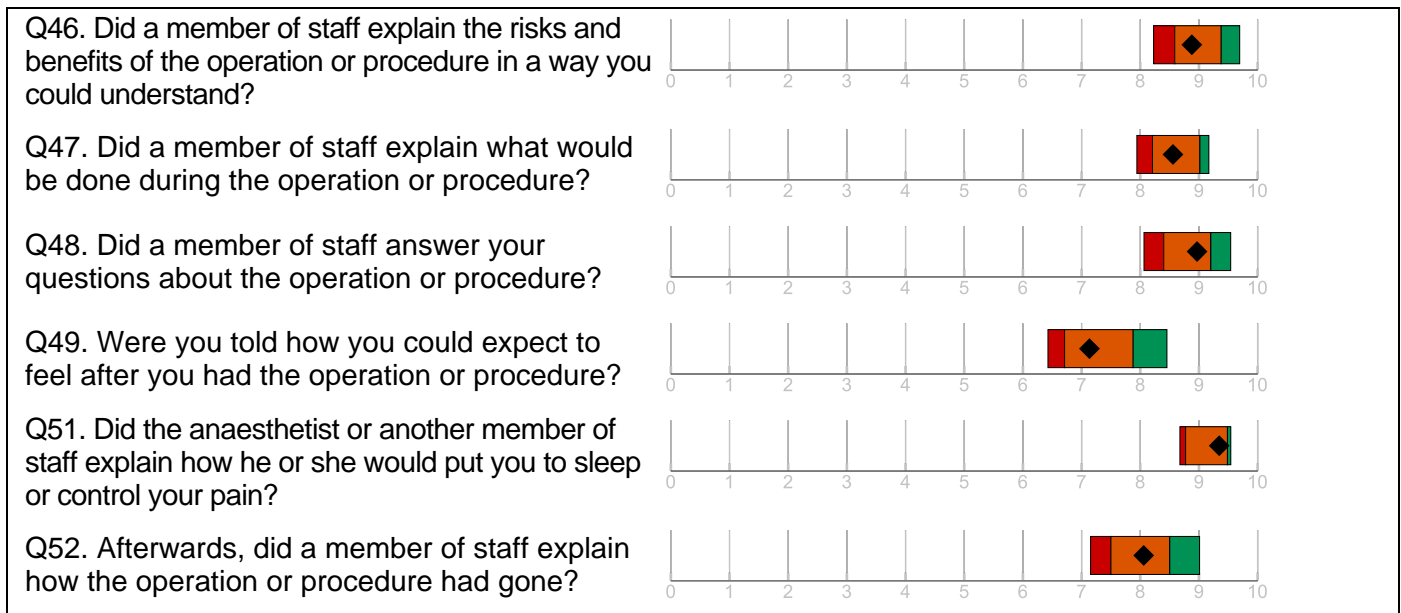 Q46. Did a member of staff explain the risks and
benefits of the operation or procedure in a way you
could understand?
0 1 2 3 4 5 6 7 8 9 10
Q47. Did a member of staff explain what would
be done during the operation or procedure?
0 1 2 3 4 5 6 7 8 9 10
Q48. Did a member of staff answer your
questions about the operation or procedure?
0 1 2 3 4 5 6 7 8 9 10
Q49. Were you told how you could expect to
feel after you had the operation or procedure?
0 1 2 3 4 5 6 7 8 9 10
Q51. Did the anaesthetist or another member of
staff explain how he or she would put you to sleep
or control your pain?
0 1 2 3 4 5 6 7 8 9 10
Q52. Afterwards, did a member of staff explain
how the operation or procedure had gone?
0 1 2 3 4 5 6 7 8 9 10